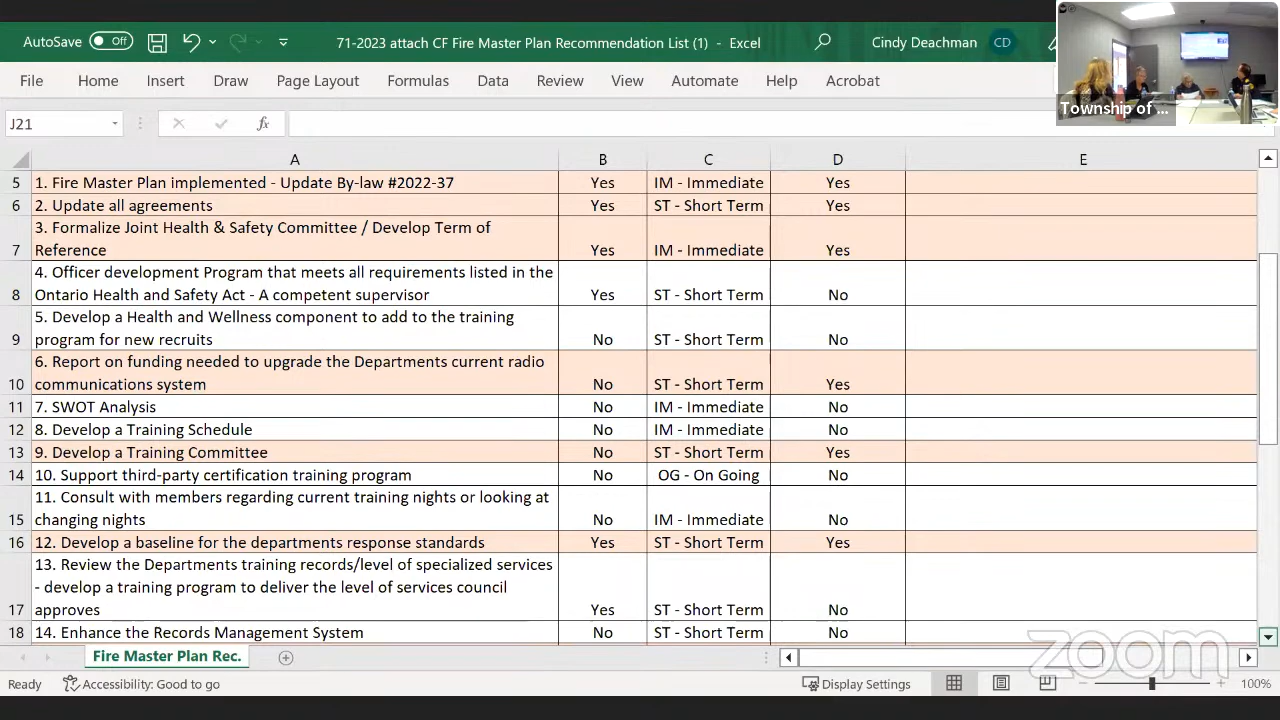 AutoSave
Off
71-2023 attach CF Fire Master Plan Recommendation List (1) - Excel
Cindy Deachman
CD
File Home Insert Draw Page Layout Formulas Data Review View Automate Help Acrobat
Township of ...
J21
fx
A B C D E
5 1. Fire Master Plan implemented - Update By-law #2022-37 Yes IM - Immediate Yes
6 2. Update all agreements Yes ST - Short Term Yes
3. Formalize Joint Health & Safety Committee / Develop Term of
7 Reference Yes IM - Immediate Yes
4. Officer development Program that meets all requirements listed in the
8 Ontario Health and Safety Act - A competent supervisor Yes ST - Short Term No
5. Develop a Health and Wellness component to add to the training
9 program for new recruits No ST - Short Term No
6. Report on funding needed to upgrade the Departments current radio
10 communications system No ST - Short Term Yes
11 7. SWOT Analysis No IM - Immediate No
12 8. Develop a Training Schedule No IM - Immediate No
13 9. Develop a Training Committee No ST - Short Term Yes
14 10. Support third-party certification training program No OG - On Going No
11. Consult with members regarding current training nights or looking at
15 changing nights No IM - Immediate No
16 12. Develop a baseline for the departments response standards Yes ST - Short Term Yes
13. Review the Departments training records/level of specialized services
- develop a training program to deliver the level of services council
17 approves Yes ST - Short Term No
18 14. Enhance the Records Management System No ST - Short Term No
Fire Master Plan Rec.
zoom
Ready Accessibility: Good to go Display Settings 100%